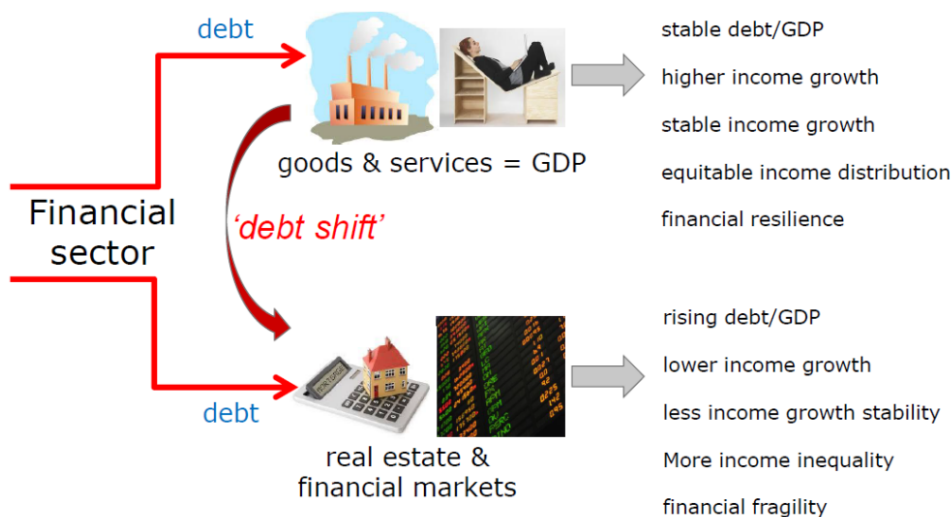 debt
goods & services = GDP
stable debt/GDP
higher income growth
stable income growth
equitable income distribution
financial resilience
Financial
sector
'debt shift'
debt
real estate &
financial markets
rising debt/GDP
lower income growth
less income growth stability
More income inequality
financial fragility